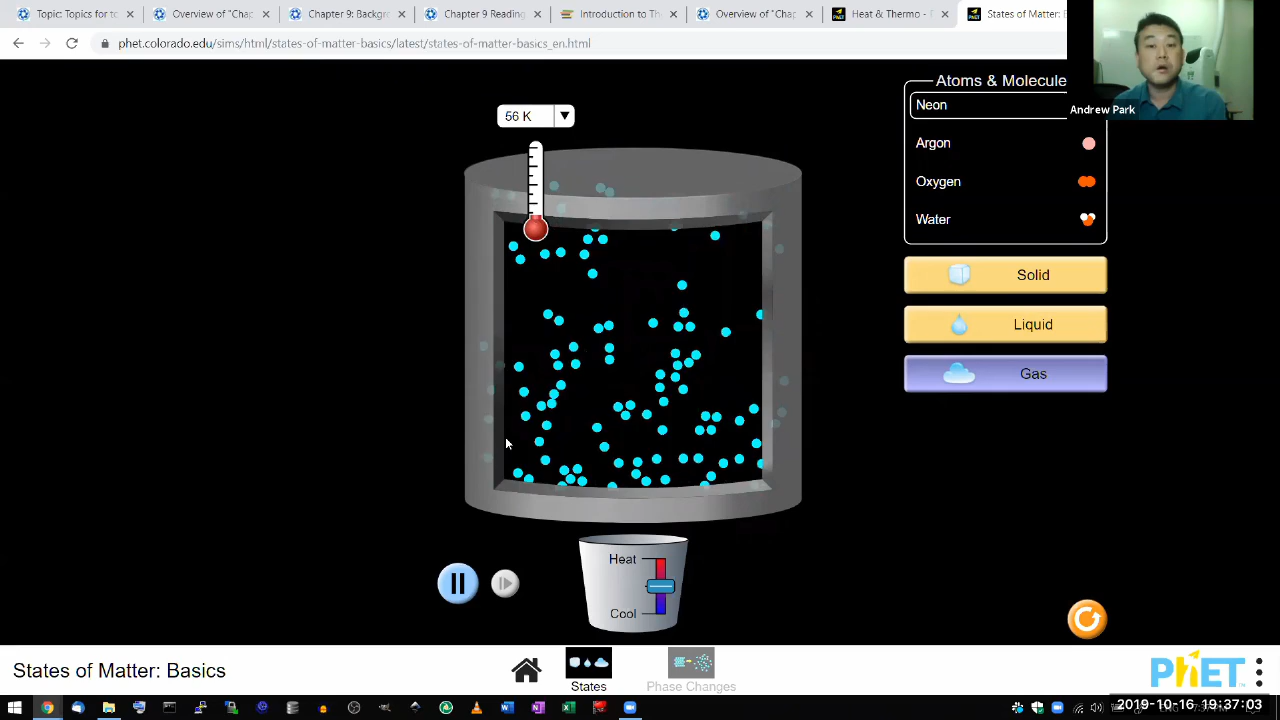 Topic: Topics for te
Overviewof "Chap
Chapter 9: Backgr
Chapter 9 Reading
Introduction to Th
Overview of "Chap
Heat & Thermo - P
States of Matter: B
phet.colorado.edu/sims/html/states-of-matter-basics/latest/states-of-matter-basics_en.html
Andrew Park
56 K
Atoms & Molecule
Neon
Argon
Oxygen
Water
Solid
Liquid
Gas
Heat
Cool
States of Matter: Basics
States
Phase Changes
PhET
2019-10-16 19:37:03